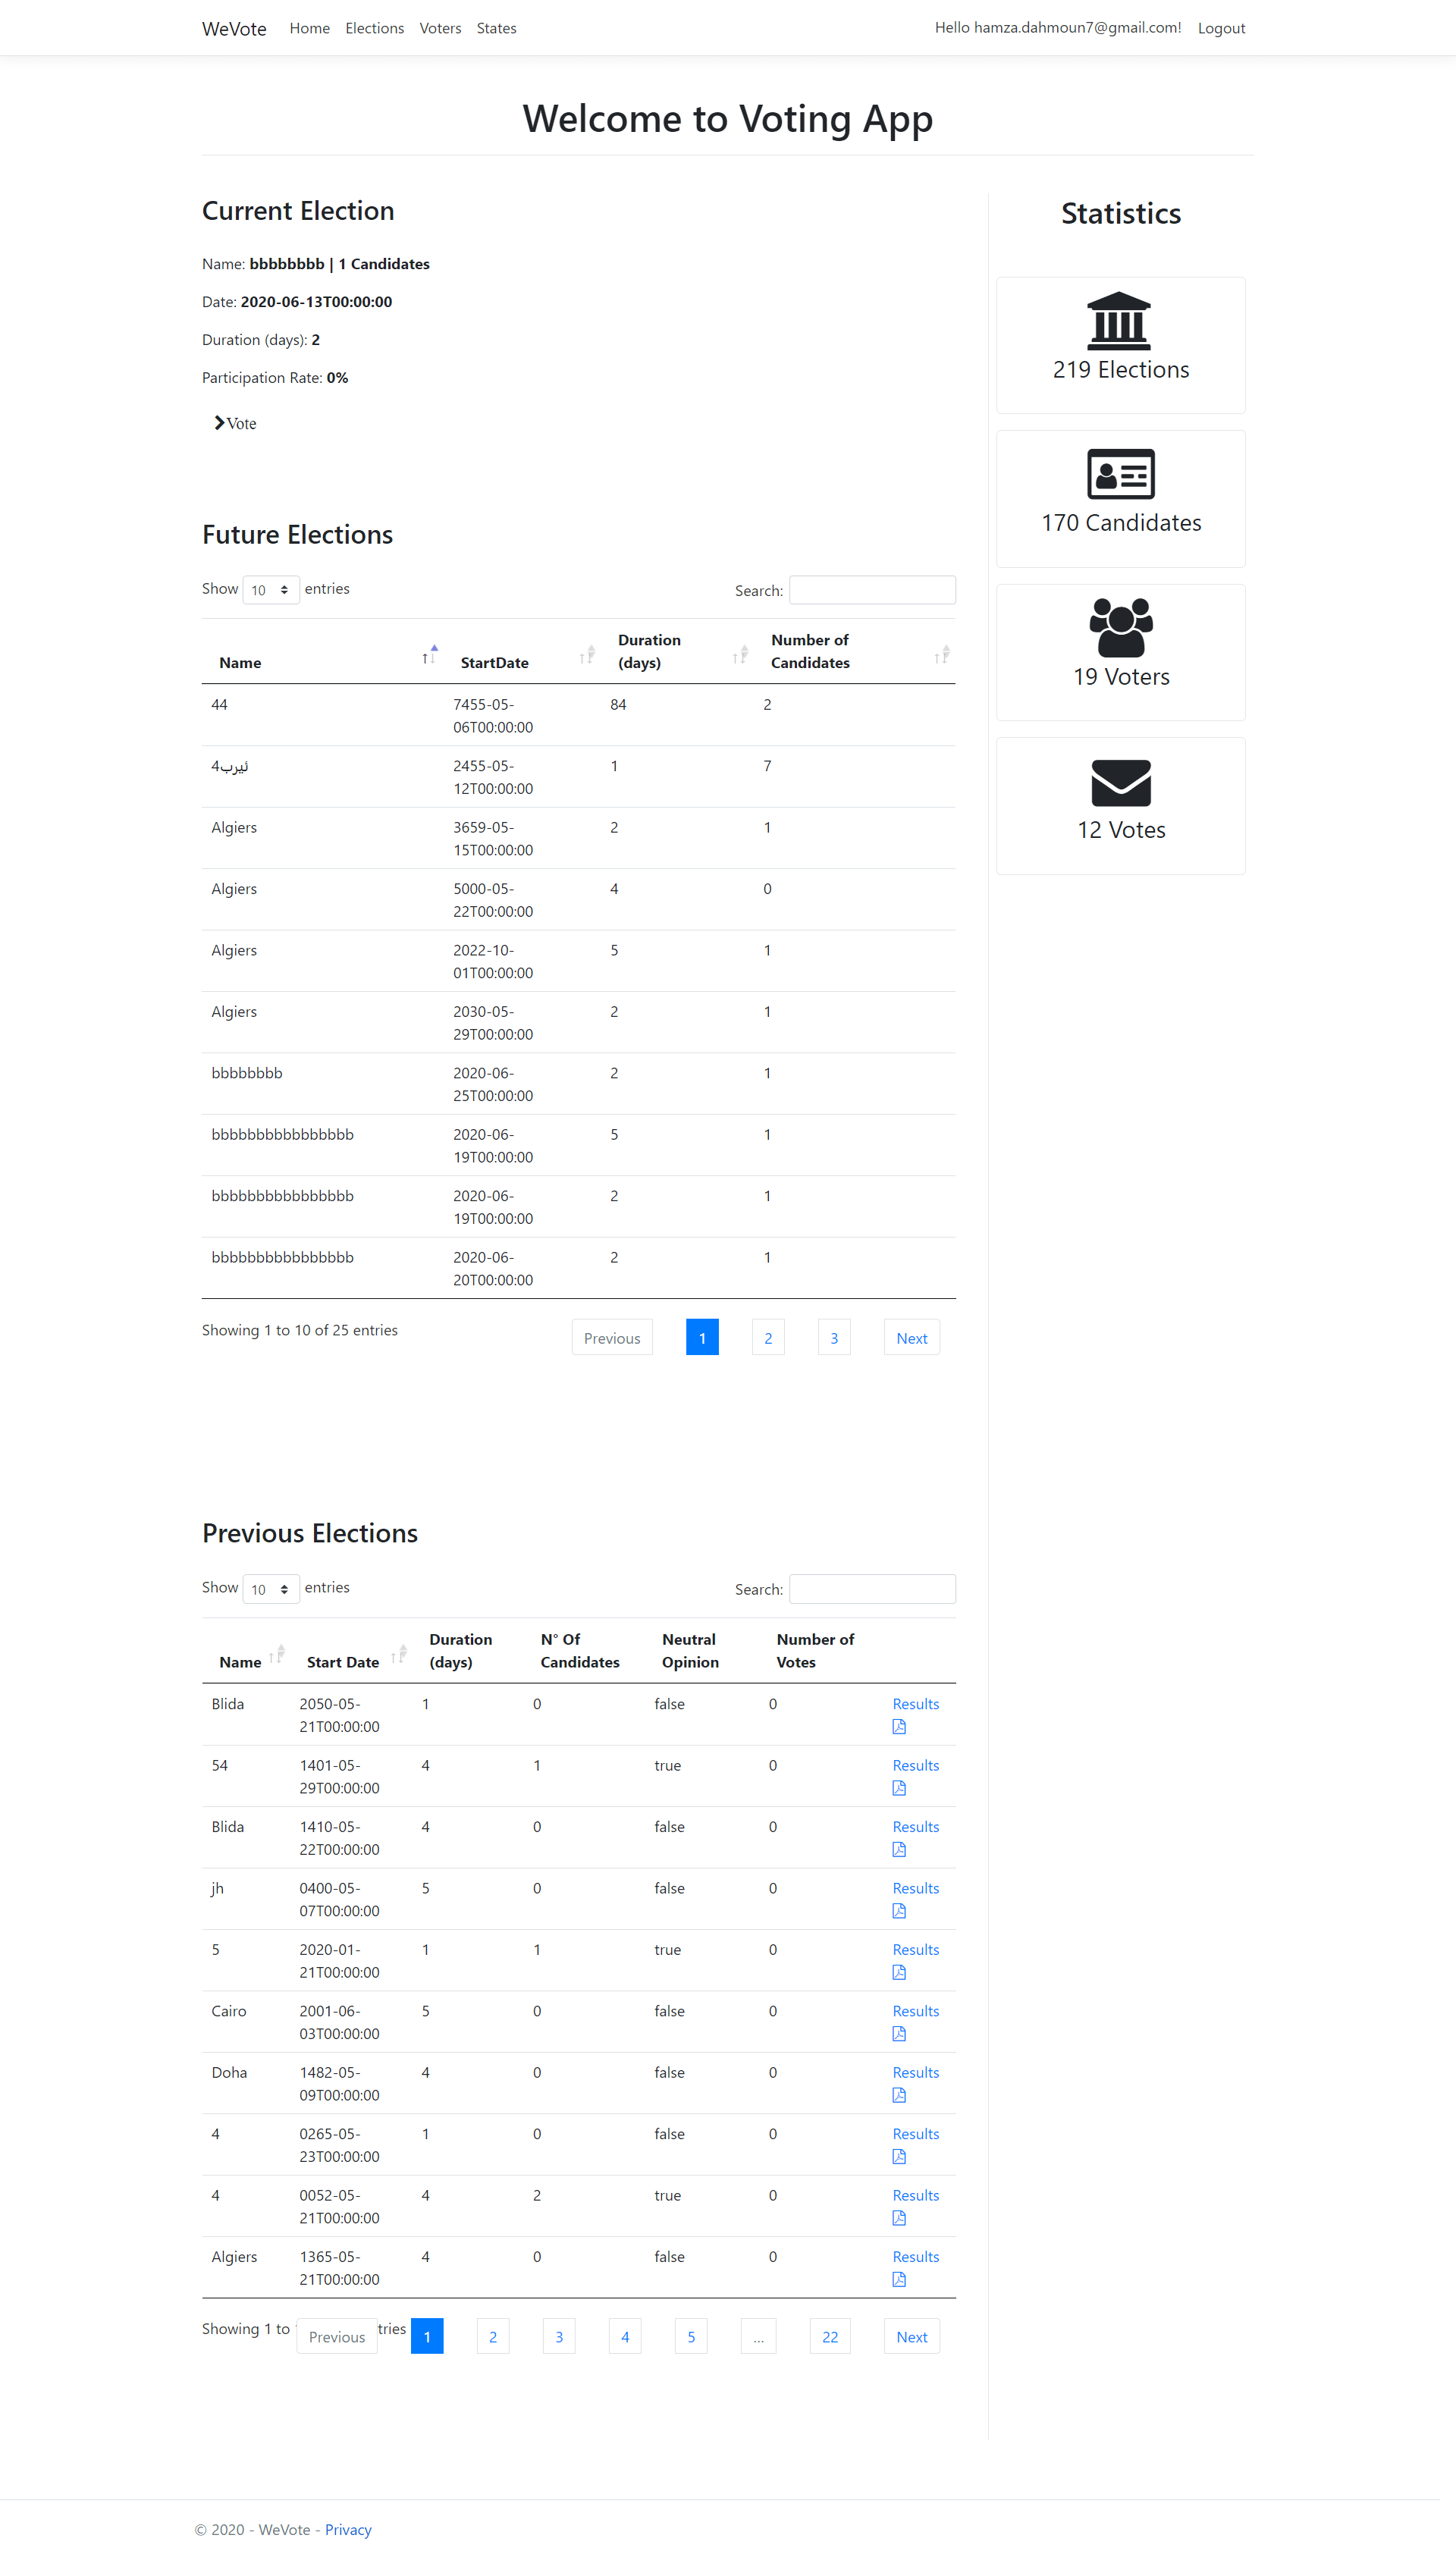 WeVote Home Elections Voters States Hello hamza.dahmoun7@gmail.com! Logout
Welcome to Voting App
Current Election
Name: bbbbbbbb | 1 Candidates
Date: 2020-06-13T00:00:00
Duration (days): 2
Participation Rate: 0%
Vote
Future Elections
Show 10 entries Search:
Name StartDate Duration (days) Number of Candidates
44 7455-05-06T00:00:00 84 2
4ئيرب 2455-05-12T00:00:00 1 7
Algiers 3659-05-15T00:00:00 2 1
Algiers 5000-05-22T00:00:00 4 0
Algiers 2022-10-01T00:00:00 5 1
Algiers 2030-05-29T00:00:00 2 1
bbbbbbbb 2020-06-25T00:00:00 2 1
bbbbbbbbbbbbbbbb 2020-06-19T00:00:00 5 1
bbbbbbbbbbbbbbbb 2020-06-19T00:00:00 2 1
bbbbbbbbbbbbbbbb 2020-06-20T00:00:00 2 1
Showing 1 to 10 of 25 entries Previous 1 2 3 Next
Previous Elections
Show 10 entries Search:
Name Start Date Duration (days) N° Of Candidates Neutral Opinion Number of Votes
Blida 2050-05-21T00:00:00 1 0 false 0 Results
54 1401-05-29T00:00:00 4 1 true 0 Results
Blida 1410-05-22T00:00:00 4 0 false 0 Results
jh 0400-05-07T00:00:00 5 0 false 0 Results
5 2020-01-21T00:00:00 1 1 true 0 Results
Cairo 2001-06-03T00:00:00 5 0 false 0 Results
Doha 1482-05-09T00:00:00 4 0 false 0 Results
4 0265-05-23T00:00:00 1 0 false 0 Results
4 0052-05-21T00:00:00 4 2 true 0 Results
Algiers 1365-05-21T00:00:00 4 0 false 0 Results
Showing 1 to tries Previous 1 2 3 4 5 … 22 Next
Statistics
219 Elections
170 Candidates
19 Voters
12 Votes
© 2020 - WeVote - Privacy